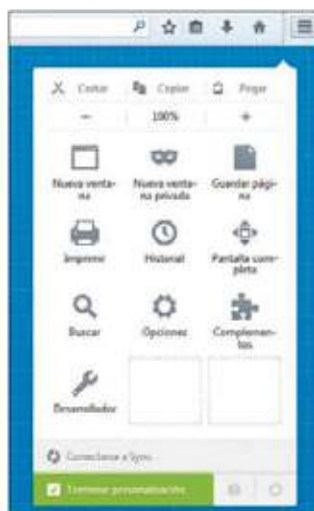 Cortar Copiar Pegar
− 100% +
Nueva venta-
na
Nueva venta-
na privada
Guardar pági-
na
Imprimir
Historial
Pantalla com-
pleta
Buscar
Opciones
Complemen-
tos
Desarrollador
Conectarse a Sync
Terminar personalización